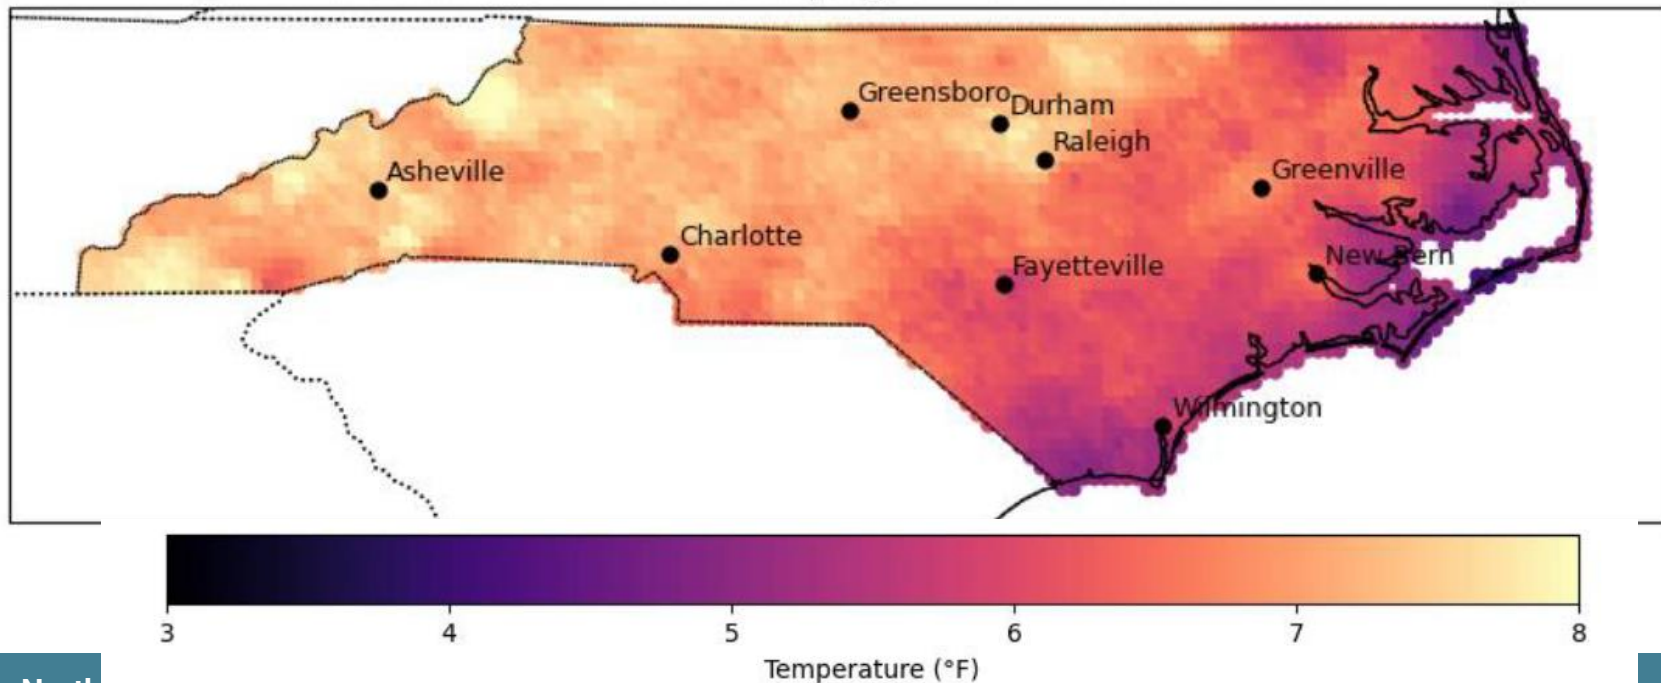 Greensboro
Durham
Raleigh
Asheville
Greenville
Charlotte
New Bern
Fayetteville
Wilmington
3 4 5 6 7 8
Temperature (°F)